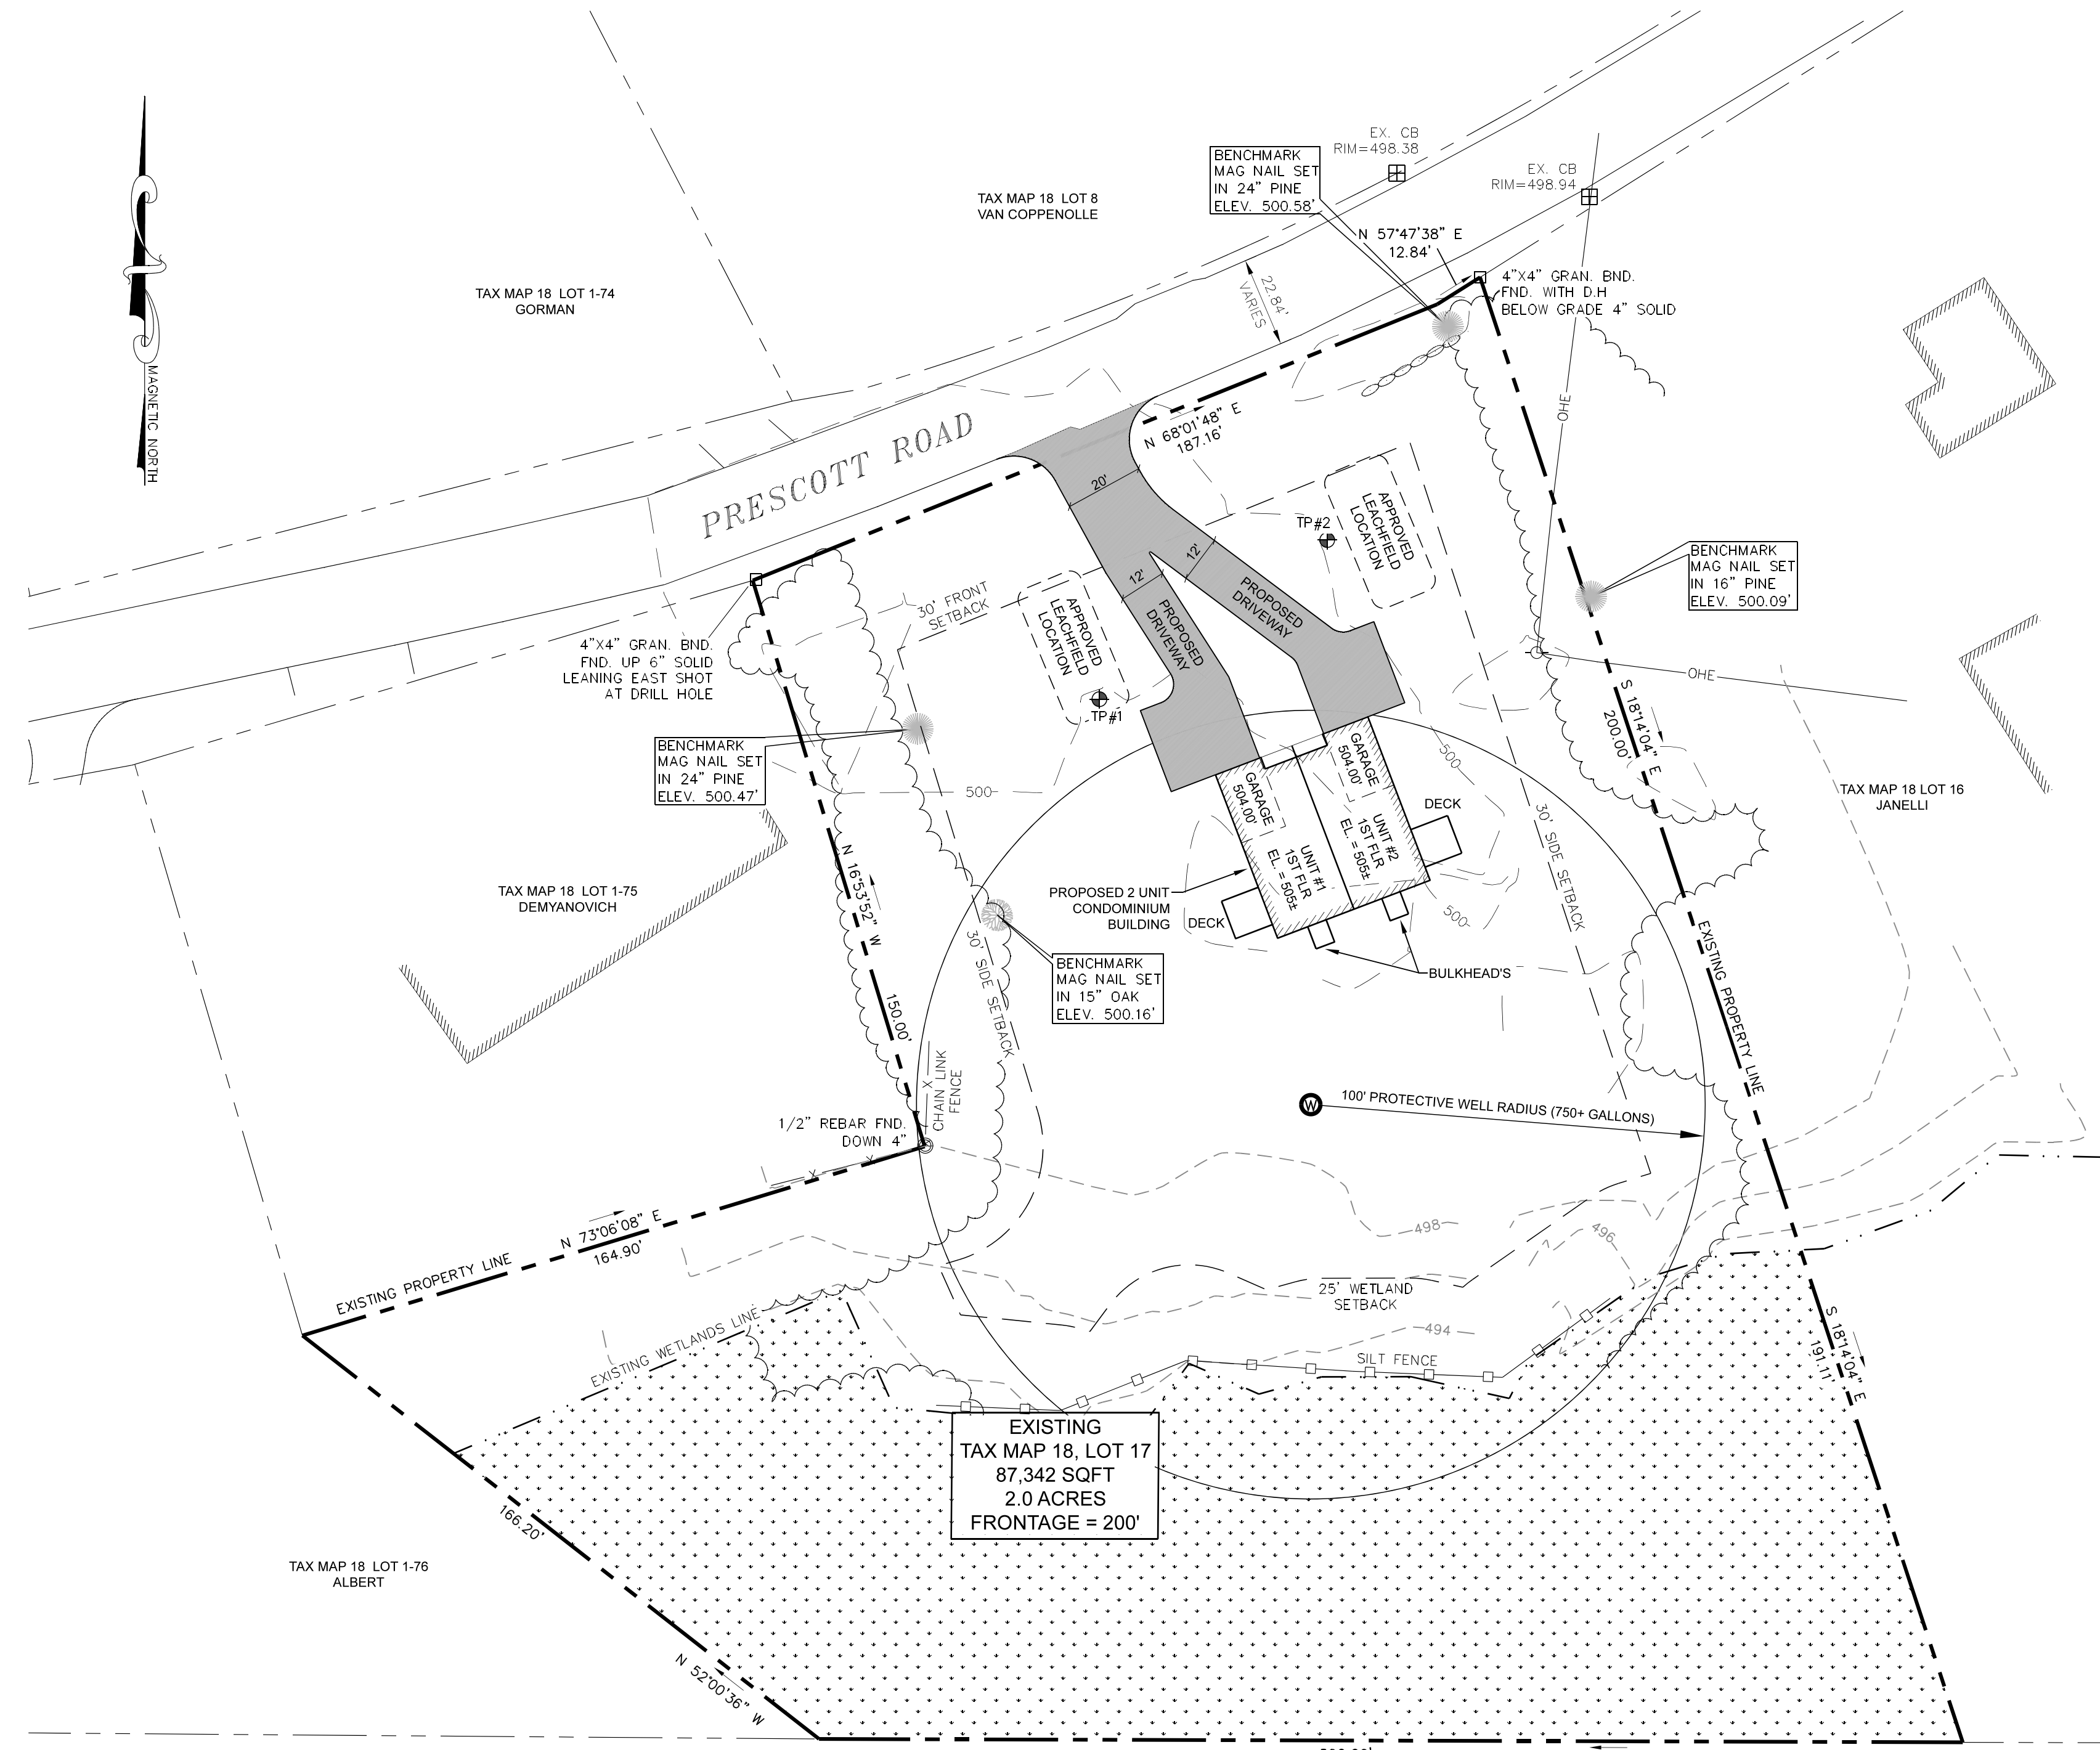 EX. CB
RIM=498.38
BENCHMARK
MAG NAIL SET
IN 24" PINE
ELEV. 500.58'
EX. CB
RIM=498.94
TAX MAP 18 LOT 8
VAN COPPENOLLE
N 57°47'38" E
12.84'
4"X4" GRAN. BND.
FND. WITH D.H
BELOW GRADE 4" SOLID
TAX MAP 18 LOT 1-74
GORMAN
22.84'
VARIES
MAGNETIC NORTH
OHE
PRESCOTT ROAD
N 68°01'48" E
187.16'
20'
APPROVED
LEACHFIELD
LOCATION
TP#2
12'
12'
BENCHMARK
MAG NAIL SET
IN 16" PINE
ELEV. 500.09'
30' FRONT
SETBACK
APPROVED
LEACHFIELD
LOCATION
PROPOSED
DRIVEWAY
PROPOSED
DRIVEWAY
4"X4" GRAN. BND.
FND. UP 6" SOLID
LEANING EAST SHOT
AT DRILL HOLE
OHE
TP#1
S 18°14'04" E
200.00'
BENCHMARK
MAG NAIL SET
IN 24" PINE
ELEV. 500.47'
500
500
GARAGE
504.00'
GARAGE
504.00'
DECK
TAX MAP 18 LOT 16
JANELLI
30' SIDE SETBACK
UNIT #2
1ST FLR
EL. = 505±
UNIT #1
1ST FLR
EL. = 505±
N 16°53'52" W
150.00'
TAX MAP 18 LOT 1-75
DEMYANOVICH
PROPOSED 2 UNIT
CONDOMINIUM
BUILDING
DECK
500
30' SIDE SETBACK
BENCHMARK
MAG NAIL SET
IN 15" OAK
ELEV. 500.16'
BULKHEAD'S
EXISTING PROPERTY LINE
X
CHAIN LINK
FENCE
W
100' PROTECTIVE WELL RADIUS (750+ GALLONS)
1/2" REBAR FND.
DOWN 4"
X
X
N 73°06'08" E
164.90'
EXISTING PROPERTY LINE
498
496
25' WETLAND
SETBACK
EXISTING WETLANDS LINE
494
SILT FENCE
S 18°14'04" E
191.11'
EXISTING
TAX MAP 18, LOT 17
87,342 SQFT
2.0 ACRES
FRONTAGE = 200'
166.20'
TAX MAP 18 LOT 1-76
ALBERT
N 52°00'36" W